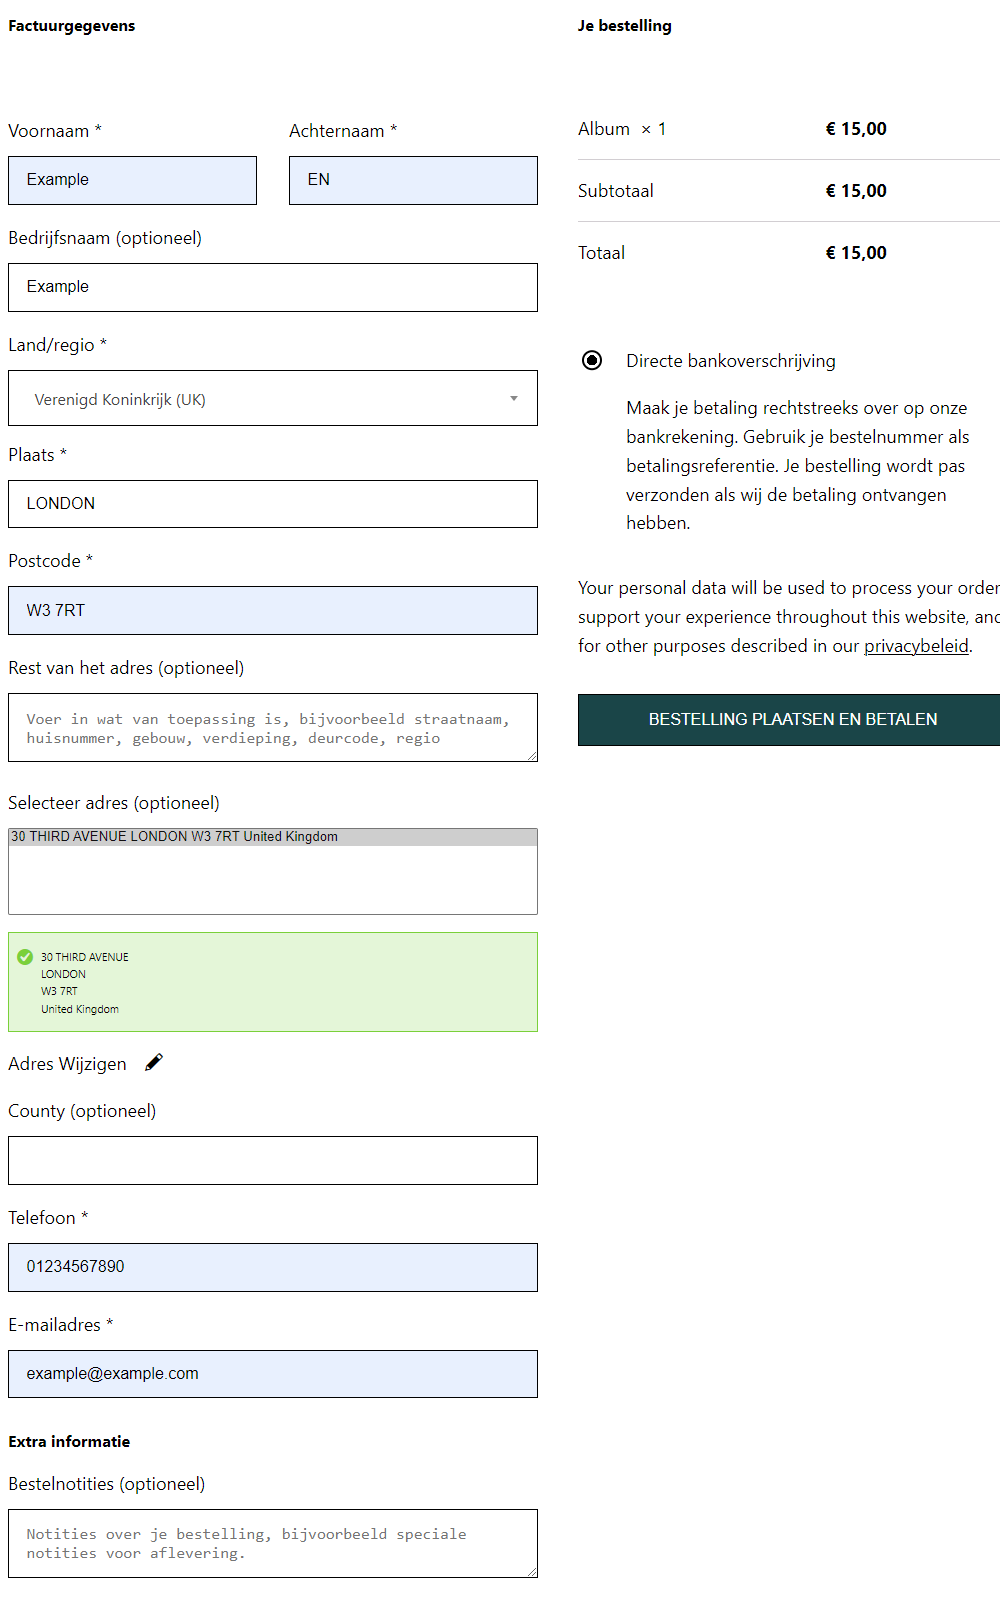 Factuurgegevens
Voornaam *
Achternaam *
Example
EN
Bedrijfsnaam (optioneel)
Example
Land/regio *
Verenigd Koninkrijk (UK)
Plaats *
LONDON
Postcode *
W3 7RT
Rest van het adres (optioneel)
Voer in wat van toepassing is, bijvoorbeeld straatnaam,
huisnummer, gebouw, verdieping, deurcode, regio
Selecteer adres (optioneel)
30 THIRD AVENUE LONDON W3 7RT United Kingdom
30 THIRD AVENUE
LONDON
W3 7RT
United Kingdom
Adres Wijzigen
County (optioneel)
Telefoon *
01234567890
E-mailadres *
example@example.com
Extra informatie
Bestelnotities (optioneel)
Notities over je bestelling, bijvoorbeeld speciale
notities voor aflevering.
Je bestelling
Album × 1 € 15,00
Subtotaal € 15,00
Totaal € 15,00
Directe bankoverschrijving
Maak je betaling rechtstreeks over op onze
bankrekening. Gebruik je bestelnummer als
betalingsreferentie. Je bestelling wordt pas
verzonden als wij de betaling ontvangen
hebben.
Your personal data will be used to process your order
support your experience throughout this website, and
for other purposes described in our privacybeleid.
BESTELLING PLAATSEN EN BETALEN